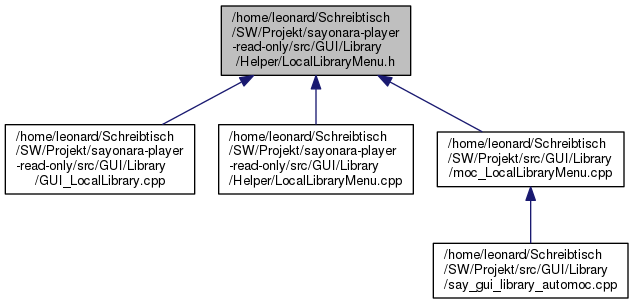 /home/leonard/Schreibtisch
/SW/Projekt/sayonara-player
-read-only/src/GUI/Library
/Helper/LocalLibraryMenu.h
/home/leonard/Schreibtisch
/SW/Projekt/sayonara-player
-read-only/src/GUI/Library
/GUI_LocalLibrary.cpp
/home/leonard/Schreibtisch
/SW/Projekt/sayonara-player
-read-only/src/GUI/Library
/Helper/LocalLibraryMenu.cpp
/home/leonard/Schreibtisch
/SW/Projekt/src/GUI/Library
/moc_LocalLibraryMenu.cpp
/home/leonard/Schreibtisch
/SW/Projekt/src/GUI/Library
/say_gui_library_automoc.cpp